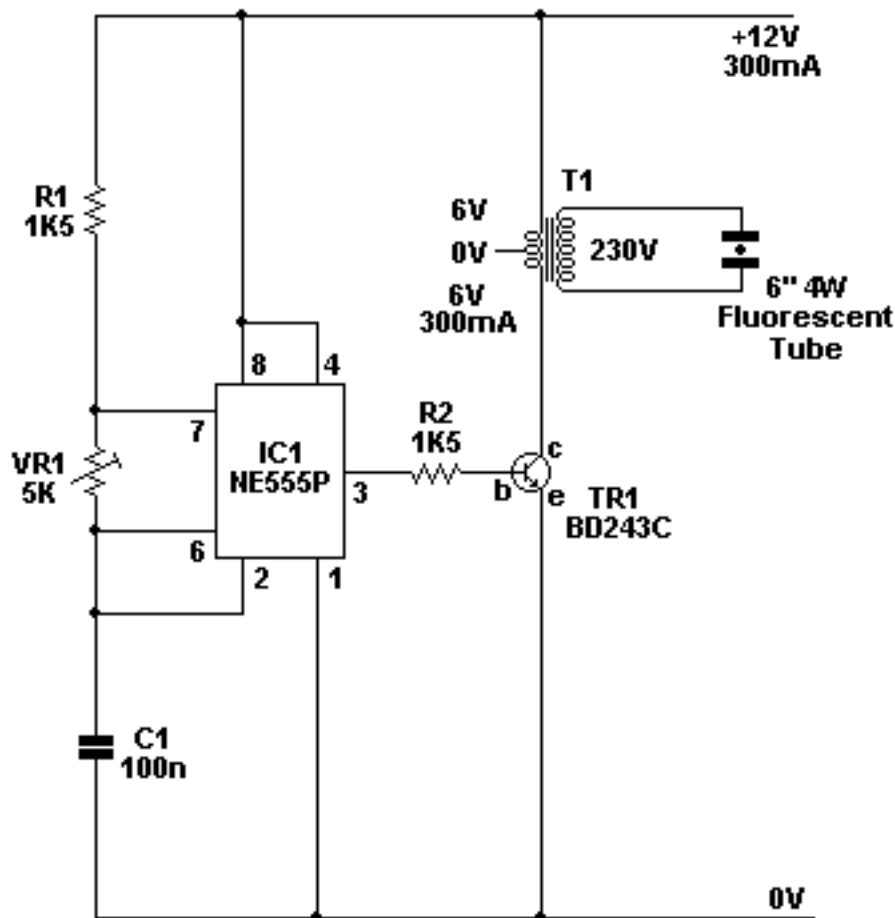 +12V
300mA
T1
R1
1K5
6V
0V
230V
6V
300mA
6" 4W
Fluorescent
Tube
8
4
7
R2
1K5
VR1
5K
IC1
NE555P
3
b
c
e
TR1
BD243C
6
2
1
C1
100n
0V